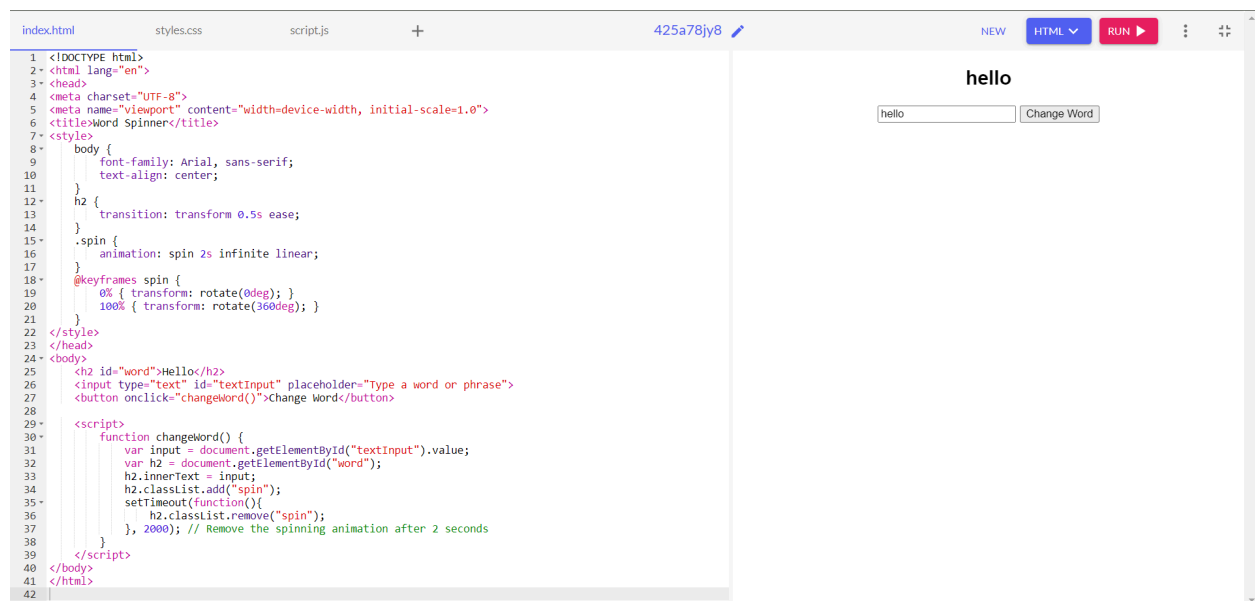 index.html styles.css script.js + 425a78jy8 NEW HTML RUN
1 <!DOCTYPE html>
2 <html lang="en">
3 <head>
4 <meta charset="UTF-8">
5 <meta name="viewport" content="width=device-width, initial-scale=1.0">
6 <title>Word Spinner</title>
7 <style>
8     body {
9         font-family: Arial, sans-serif;
10         text-align: center;
11     }
12     h2 {
13         transition: transform 0.5s ease;
14     }
15     .spin {
16         animation: spin 2s infinite linear;
17     }
18     @keyframes spin {
19         0% { transform: rotate(0deg); }
20         100% { transform: rotate(360deg); }
21     }
22 </style>
23 </head>
24 <body>
25     <h2 id="word">Hello</h2>
26     <input type="text" id="textInput" placeholder="Type a word or phrase">
27     <button onclick="changeWord()">Change Word</button>
28
29     <script>
30         function changeWord() {
31             var input = document.getElementById("textInput").value;
32             var h2 = document.getElementById("word");
33             h2.innerText = input;
34             h2.classList.add("spin");
35             setTimeout(function(){
36                 h2.classList.remove("spin");
37             }, 2000); // Remove the spinning animation after 2 seconds
38         }
39     </script>
40 </body>
41 </html>
42
hello
hello Change Word